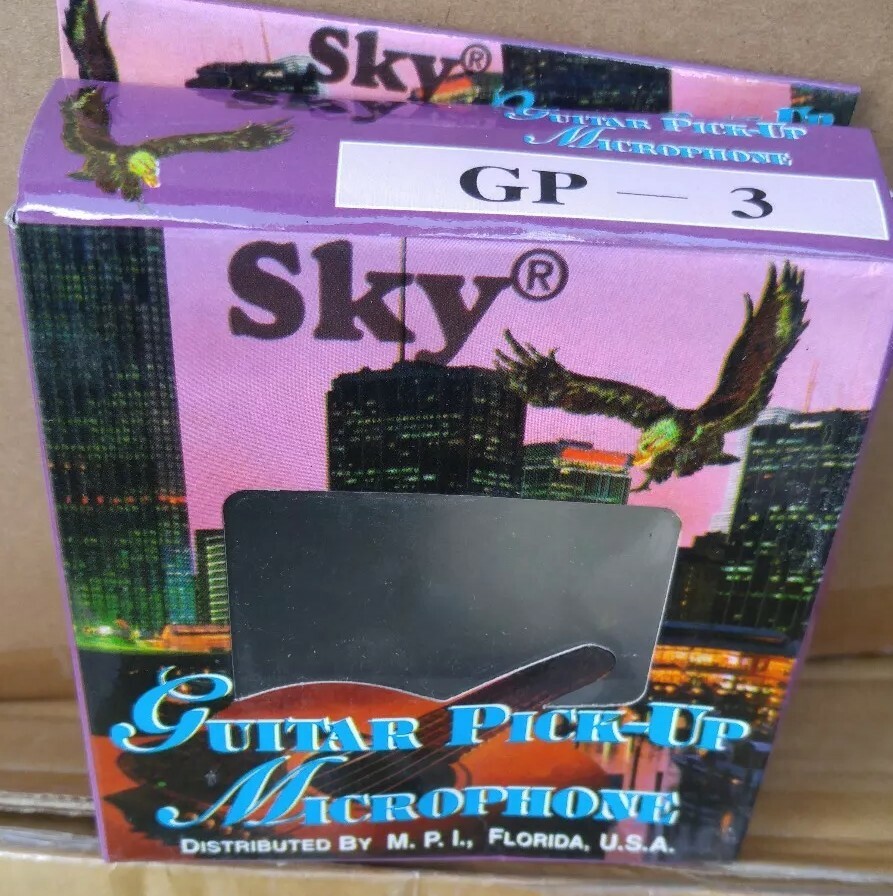 Sky®
GUITAR PICK-UP
MICROPHONE
GP — 3
Sky®
GUITAR PICK-UP
MICROPHONE
DISTRIBUTED BY M. P. I., FLORIDA, U.S.A.